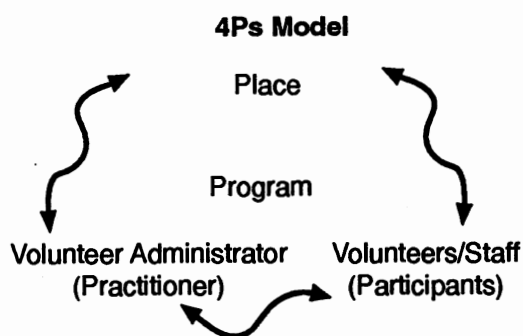 4Ps Model
Place
Program
Volunteer Administrator
(Practitioner)
Volunteers/Staff
(Participants)